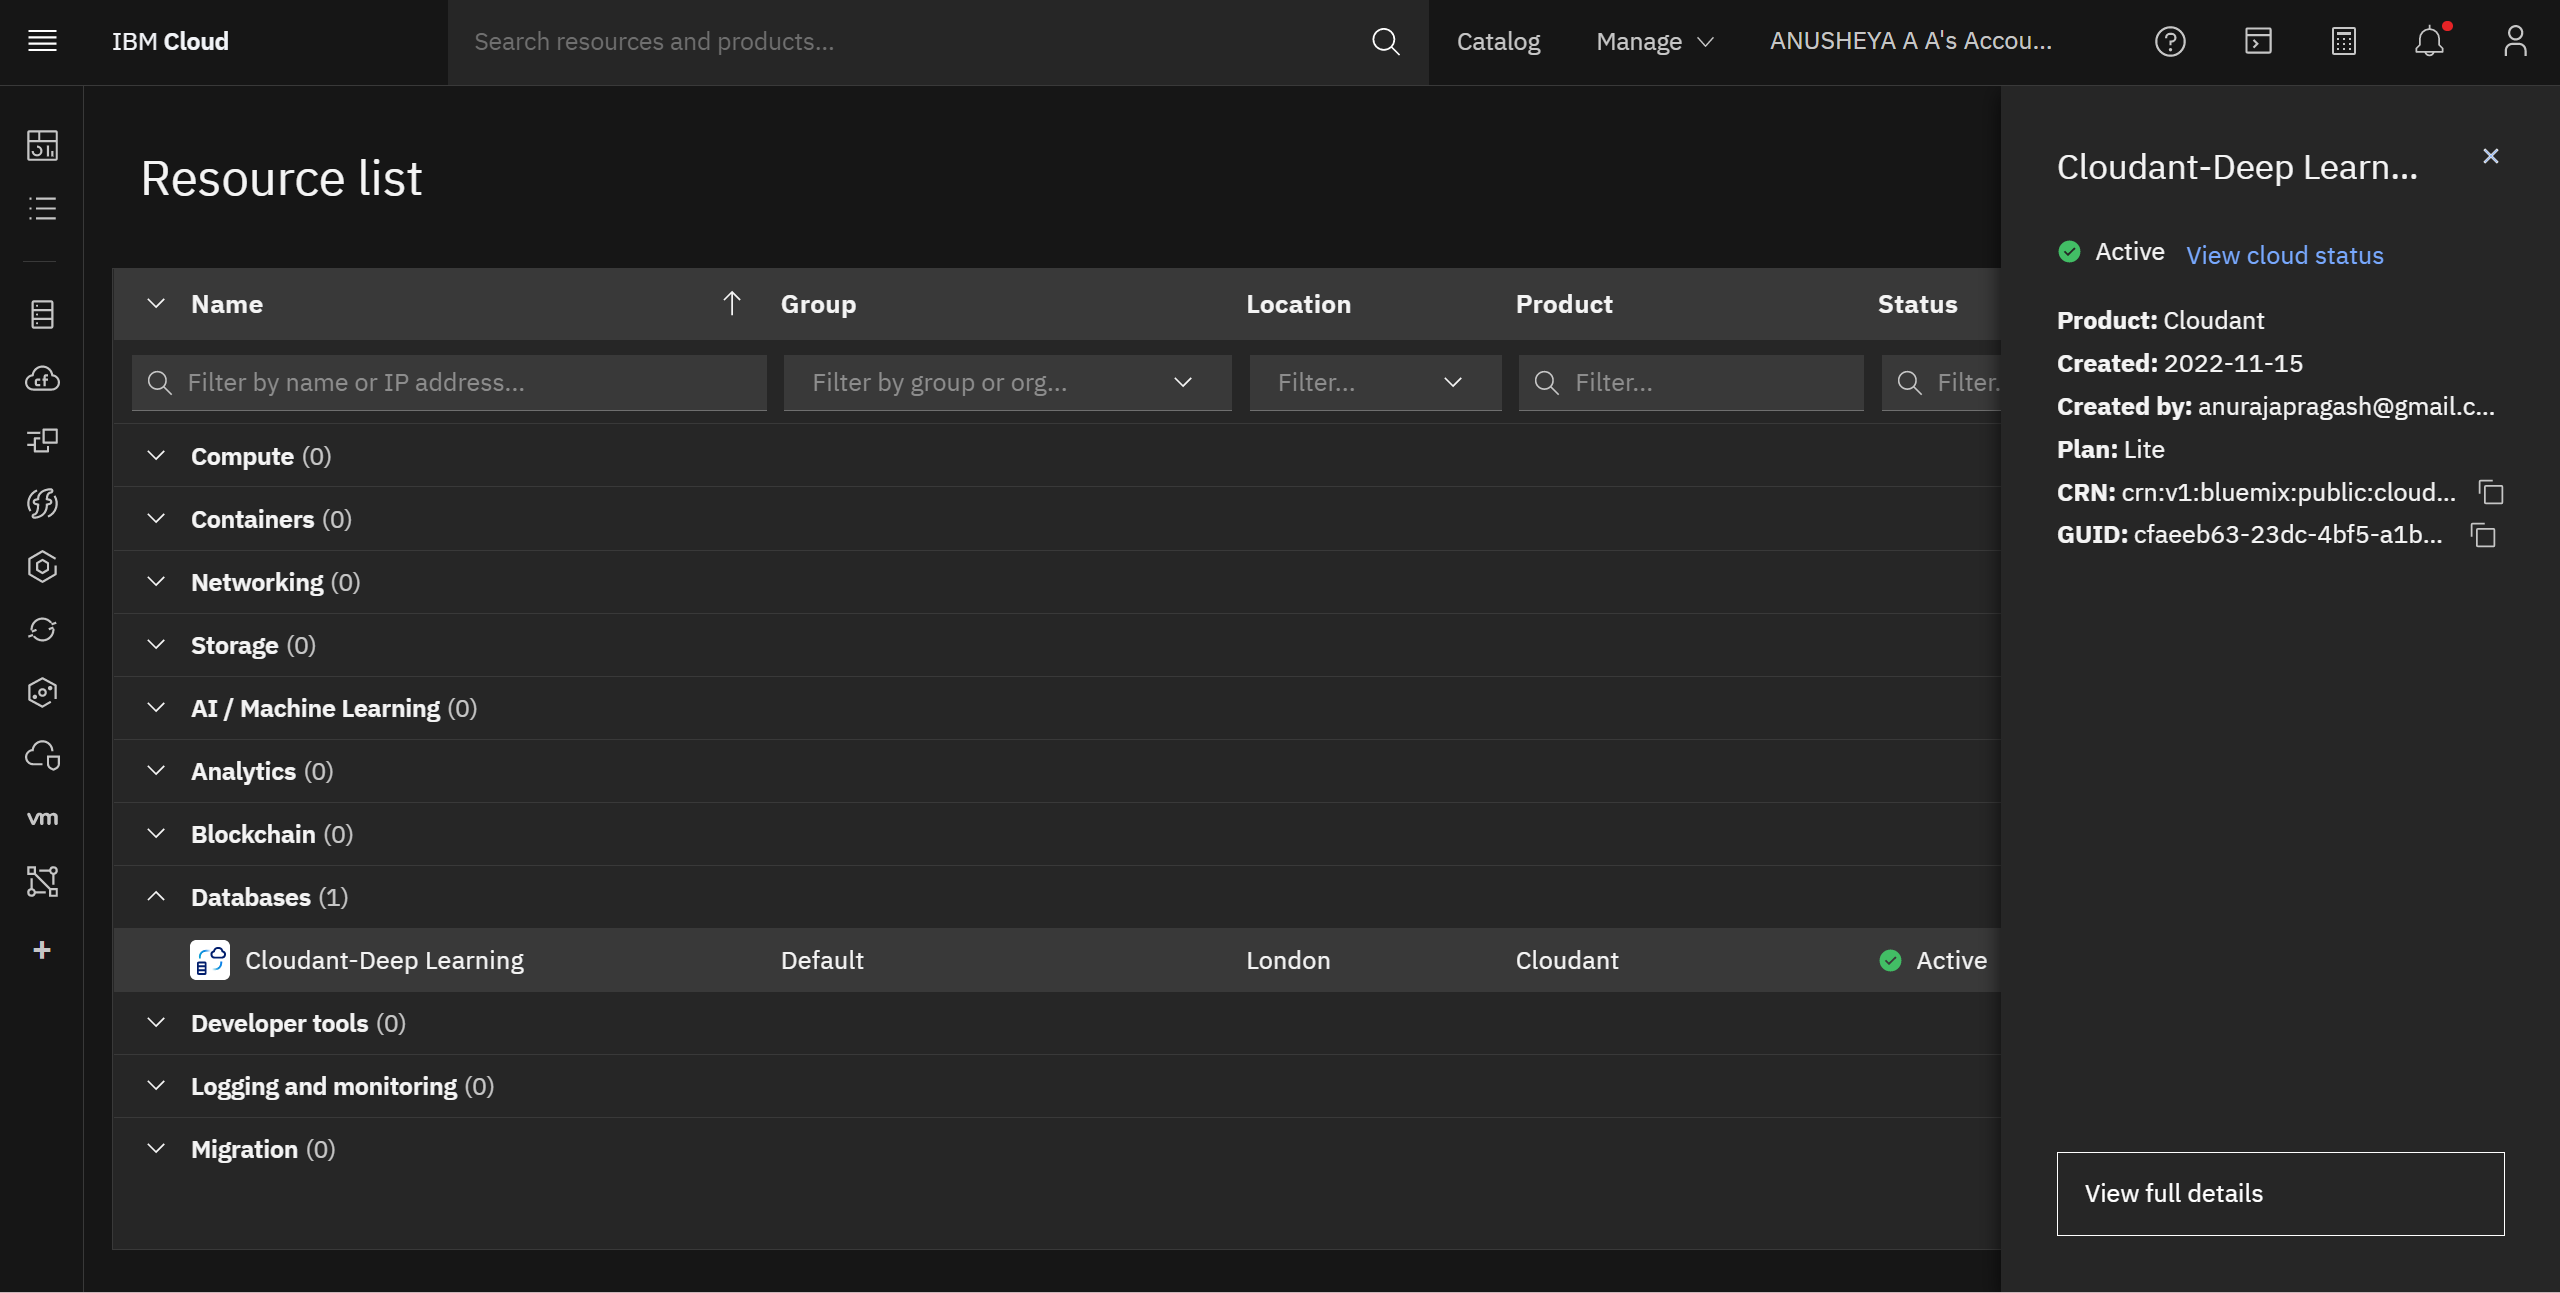 IBM Cloud
Search resources and products...
Catalog
Manage
ANUSHEYA A A's Accou...
Resource list
Name
Group
Location
Product
Status
Filter by name or IP address...
Filter by group or org...
Filter...
Filter...
Filter.
Compute (0)
Containers (0)
Networking (0)
Storage (0)
AI / Machine Learning (0)
Analytics (0)
Blockchain (0)
Databases (1)
Cloudant-Deep Learning
Default
London
Cloudant
Active
Developer tools (0)
Logging and monitoring (0)
Migration (0)
cf
vm
Cloudant-Deep Learn...
Active
View cloud status
Product: Cloudant
Created: 2022-11-15
Created by: anurajapragash@gmail.c...
Plan: Lite
CRN: crn:v1:bluemix:public:cloud...
GUID: cfaeeb63-23dc-4bf5-a1b...
View full details